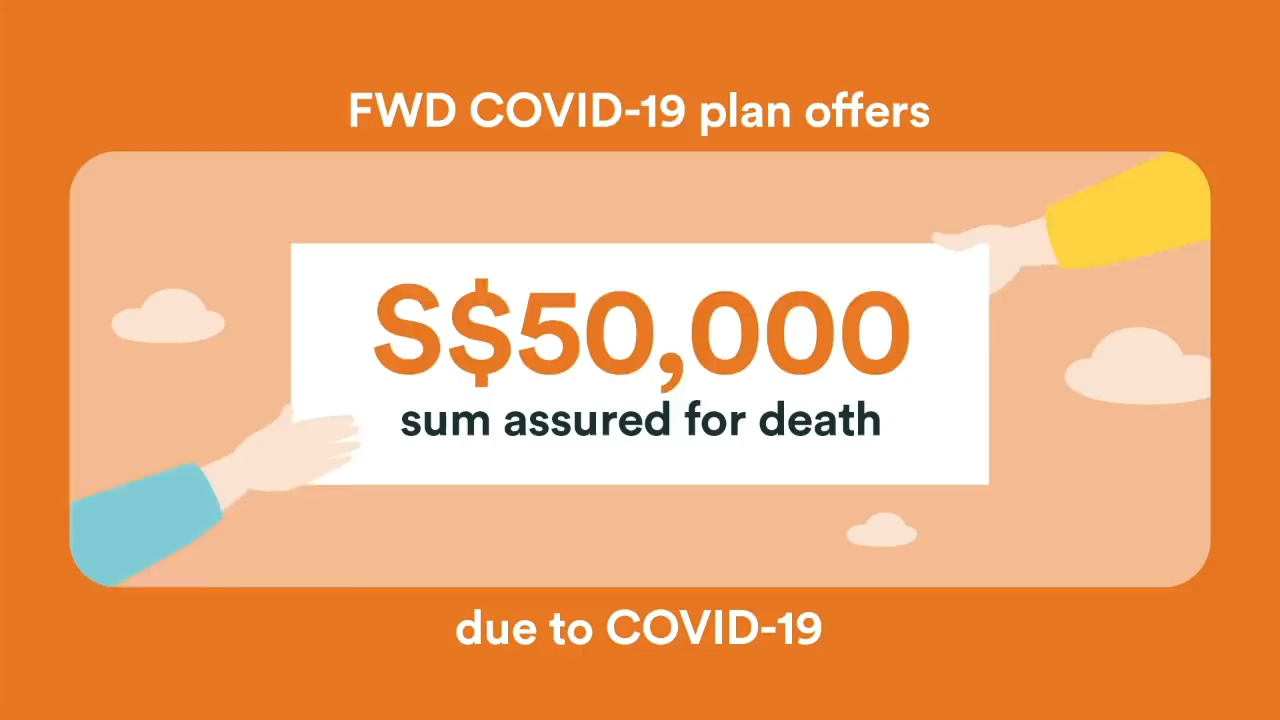 FWD COVID-19 plan offers
S$50,000
sum assured for death
due to COVID-19